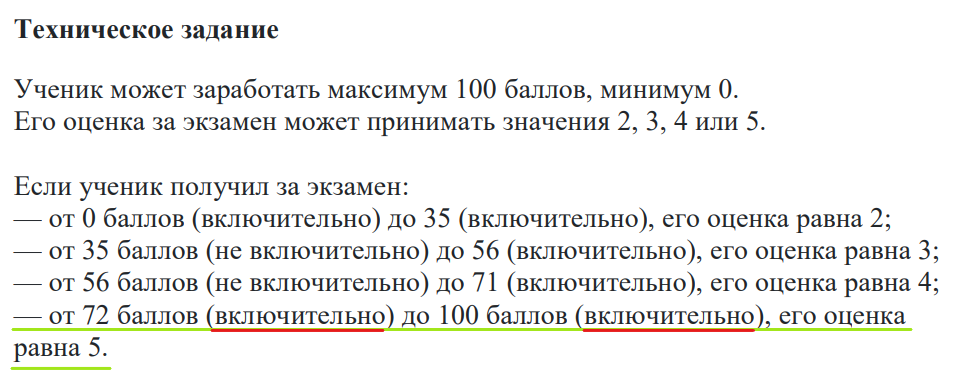 Техническое задание
Ученик может заработать максимум 100 баллов, минимум 0.
Его оценка за экзамен может принимать значения 2, 3, 4 или 5.
Если ученик получил за экзамен:
— от 0 баллов (включительно) до 35 (включительно), его оценка равна 2;
— от 35 баллов (не включительно) до 56 (включительно), его оценка равна 3;
— от 56 баллов (не включительно) до 71 (включительно), его оценка равна 4;
— от 72 баллов (включительно) до 100 баллов (включительно), его оценка
равна 5.